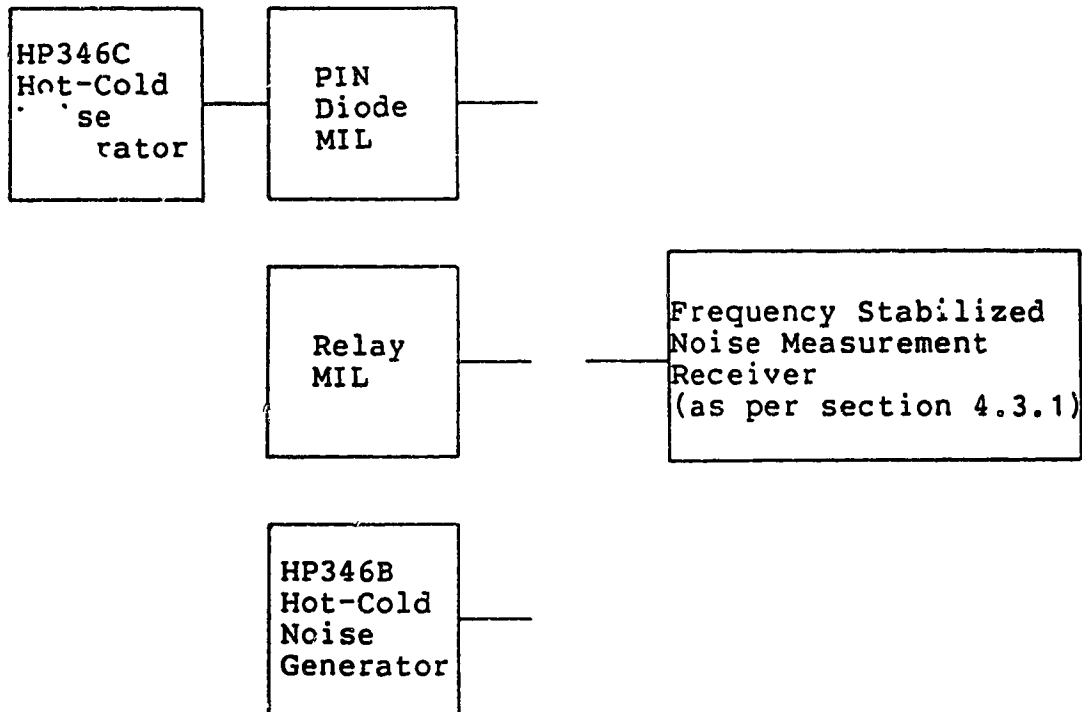 HP346C
Hot-Cold
PIN
Diode
MIL
Relay
MIL
Frequency Stabilized
Noise Measurement
Receiver
(as per section 4.3.1)
HP346B
Hot-Cold
Noise
Generator